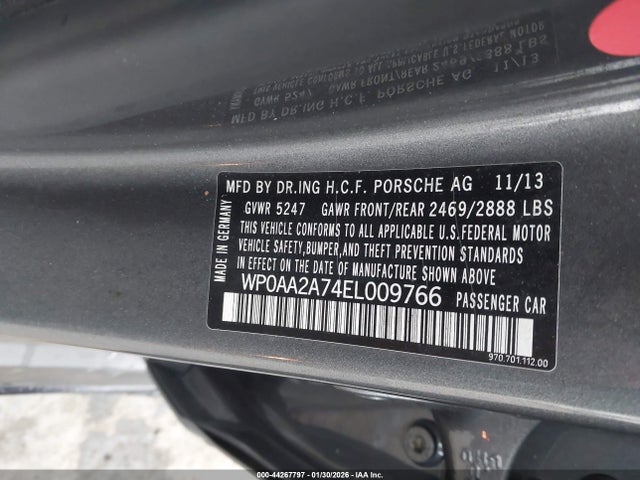 MFD BY DR.ING H.C.F. PORSCHE AG 11/13
GVWR 5247 GAWR FRONT/REAR 2469/2888 LBS
THIS VEHICLE CONFORMS TO ALL APPLICABLE U.S.FEDERAL MOTOR
VEHICLE SAFETY,BUMPER,AND THEFT PREVENTION STANDARDS
IN EFFECT ON THE DATE OF MANUFACTURE SHOWN ABOVE.
WP0AA2A74EL009766 PASSENGER CAR
MADE IN GERMANY
970.701.112.00
000-44267797 - 01/30/2026 - IAA Inc.